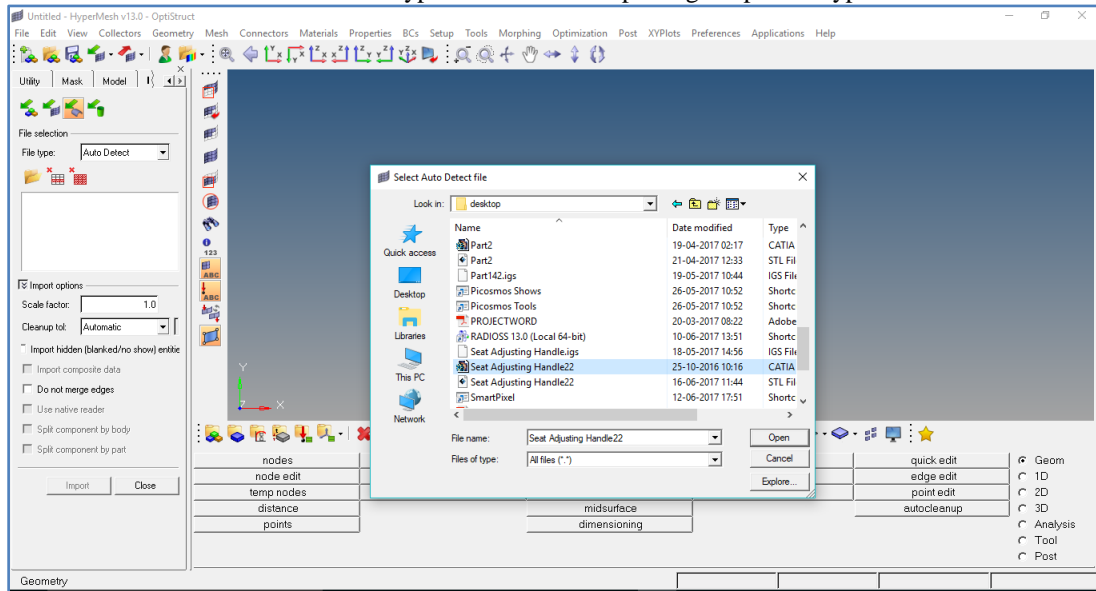 Untitled - HyperMesh v13.0 - OptiStruct
File Edit View Collectors Geometry Mesh Connectors Materials Properties BCs Setup Tools Morphing Optimization Post XYPlots Preferences Applications Help
Utility Mask Model
File selection
File type: Auto Detect
Import options
Scale factor: 1.0
Cleanup tol: Automatic
Import hidden (blanked/no show) entitie
Import composite data
Do not merge edges
Use native reader
Split component by body
Split component by part
Import Close
123
ABC
ABC
Y
Z X
Select Auto Detect file
Look in: desktop
Quick access
Desktop
Libraries
This PC
Network
Name Date modified Type
Part2 19-04-2017 02:17 CATIA
Part2 21-04-2017 12:33 STL Fil
Part142.igs 19-05-2017 10:44 IGS File
Picosmos Shows 26-05-2017 10:52 Shortc
Picosmos Tools 26-05-2017 10:52 Shortc
PROJECTWORD 20-03-2017 08:22 Adobe
RADIOSS 13.0 (Local 64-bit) 10-06-2017 13:51 Shortc
Seat Adjusting Handle.igs 18-05-2017 14:56 IGS File
Seat Adjusting Handle22 25-10-2016 10:16 CATIA
Seat Adjusting Handle22 16-06-2017 11:44 STL Fil
SmartPixel 12-06-2017 17:51 Shortc
File name: Seat Adjusting Handle22 Open
Files of type: All files (*.*) Cancel
Explore...
nodes quick edit Geom
node edit edge edit 1D
temp nodes point edit 2D
distance midsurface autocleanup 3D
points dimensioning Analysis
Tool
Post
Geometry